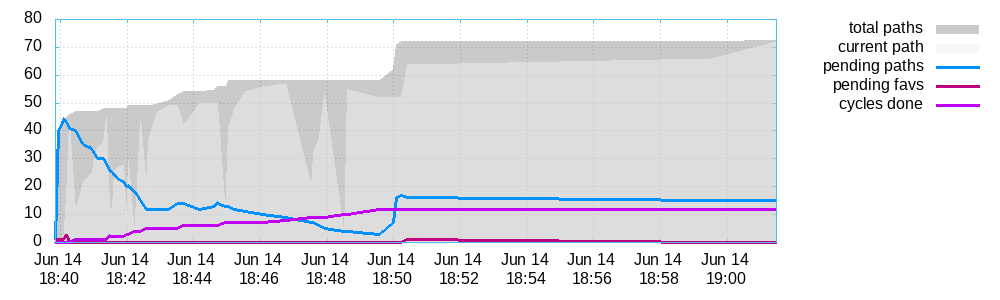 80
70
60
50
40
30
20
10
0
Jun 14 Jun 14 Jun 14 Jun 14 Jun 14 Jun 14 Jun 14 Jun 14 Jun 14 Jun 14 Jun 14
18:40 18:42 18:44 18:46 18:48 18:50 18:52 18:54 18:56 18:58 19:00
total paths
current path
pending paths
pending favs
cycles done